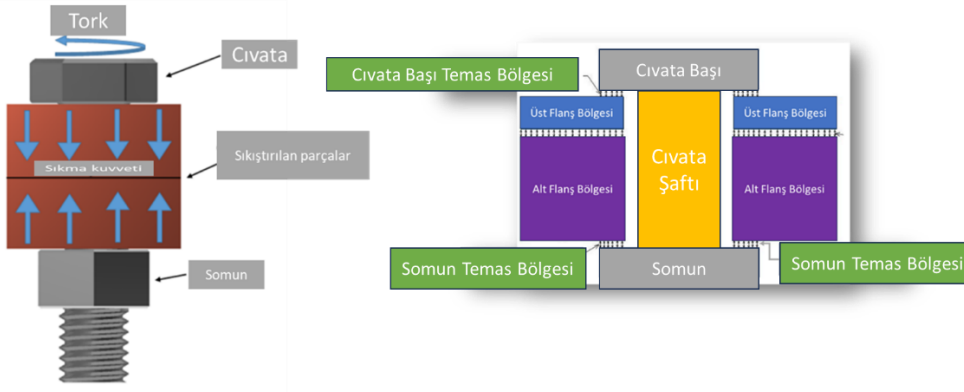 Tork
Cıvata
Sıkıştırılan parçalar
Sıkma kuvveti
Somun
Cıvata Başı Temas Bölgesi
Cıvata Başı
Üst Flanş Bölgesi
Üst Flanş Bölgesi
Cıvata
Şaftı
Alt Flanş Bölgesi
Alt Flanş Bölgesi
Somun Temas Bölgesi
Somun
Somun Temas Bölgesi